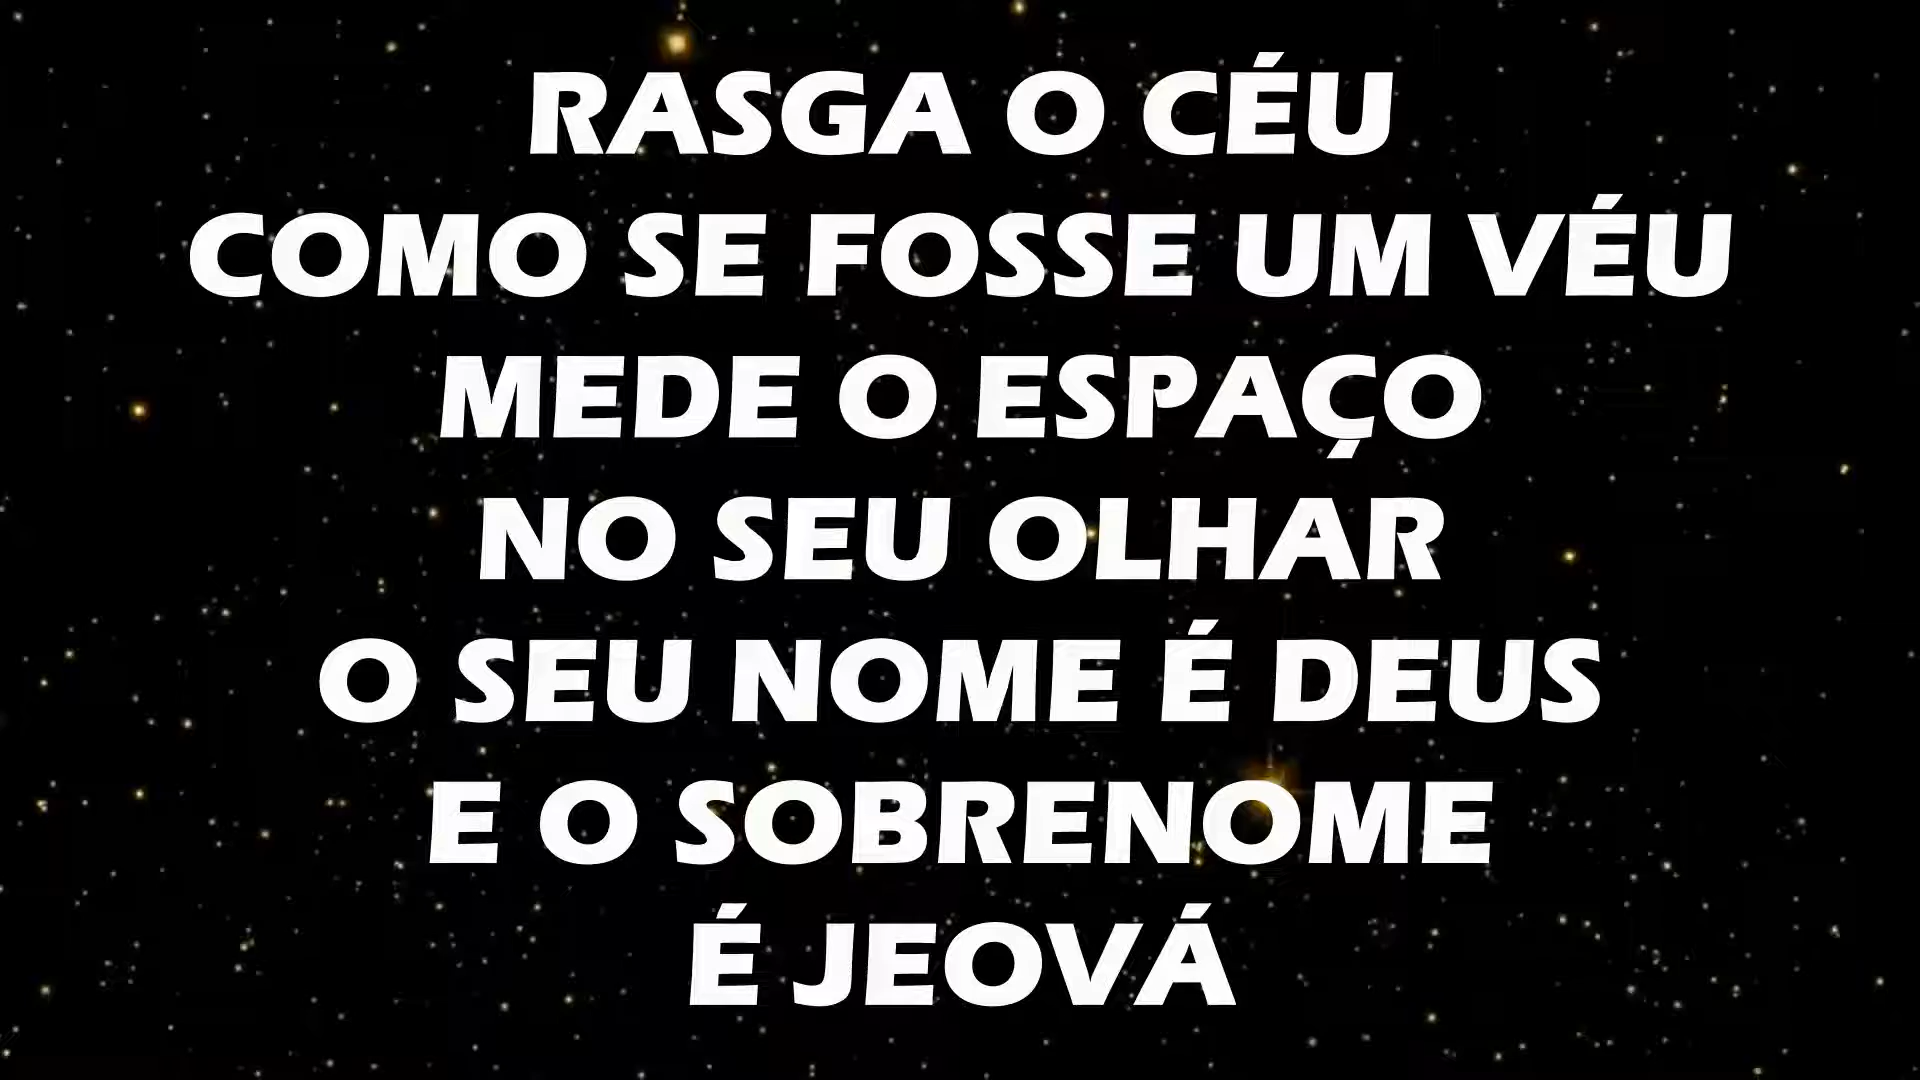 RASGA O CÉU
COMO SE FOSSE UM VÉU
MEDE O ESPAÇO
NO SEU OLHAR
O SEU NOME É DEUS
E O SOBRENOME
É JEOVÁ